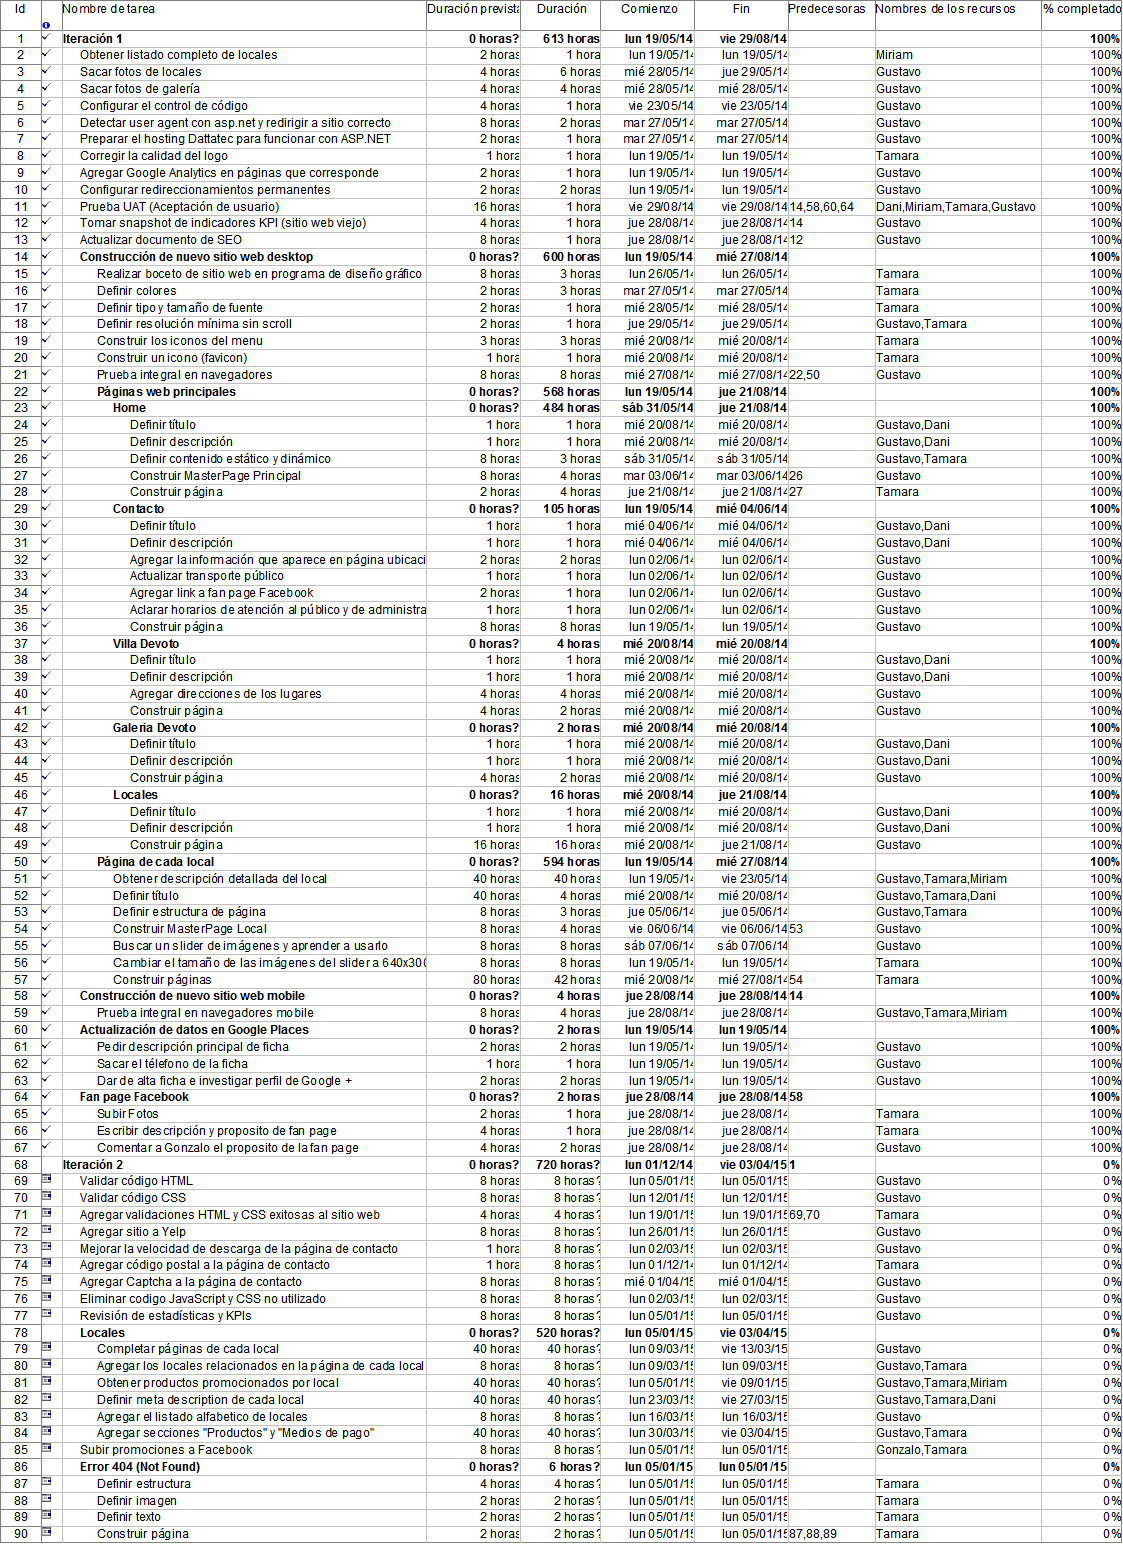 Id Nombre de tarea Duración prevista Duración Comienzo Fin Predecesoras Nombres de los recursos % completado
1 Iteración 1 0 horas? 613 horas lun 19/05/14 vie 29/08/14 100%
2 Obtener listado completo de locales 2 horas 1 hora lun 19/05/14 lun 19/05/14 Miriam 100%
3 Sacar fotos de locales 4 horas 6 horas mié 28/05/14 jue 29/05/14 Gustavo 100%
4 Sacar fotos de galería 4 horas 4 horas mié 28/05/14 mié 28/05/14 Gustavo 100%
5 Configurar el control de código 4 horas 1 hora vie 23/05/14 vie 23/05/14 Gustavo 100%
6 Detectar user agent con asp.net y redirigir a sitio correcto 8 horas 2 horas mar 27/05/14 mar 27/05/14 Gustavo 100%
7 Preparar el hosting Dattatec para funcionar con ASP.NET 2 horas 1 hora mar 27/05/14 mar 27/05/14 Gustavo 100%
8 Corregir la calidad del logo 1 hora 1 hora lun 19/05/14 lun 19/05/14 Tamara 100%
9 Agregar Google Analytics en páginas que corresponde 2 horas 1 hora lun 19/05/14 lun 19/05/14 Gustavo 100%
10 Configurar redireccionamientos permanentes 2 horas 2 horas lun 19/05/14 lun 19/05/14 Gustavo 100%
11 Prueba UAT (Aceptación de usuario) 16 horas 1 hora vie 29/08/14 vie 29/08/14 14,58,60,64 Dani,Miriam,Tamara,Gustavo 100%
12 Tomar snapshot de indicadores KPI (sitio web viejo) 4 horas 1 hora jue 28/08/14 jue 28/08/14 14 Gustavo 100%
13 Actualizar documento de SEO 8 horas 1 hora jue 28/08/14 jue 28/08/14 12 Gustavo 100%
14 Construcción de nuevo sitio web desktop 0 horas? 600 horas lun 19/05/14 mié 27/08/14 100%
15 Realizar boceto de sitio web en programa de diseño gráfico 8 horas 3 horas lun 26/05/14 lun 26/05/14 Tamara 100%
16 Definir colores 2 horas 3 horas mar 27/05/14 mar 27/05/14 Tamara 100%
17 Definir tipo y tamaño de fuente 2 horas 1 hora mié 28/05/14 mié 28/05/14 Tamara 100%
18 Definir resolución mínima sin scroll 2 horas 1 hora jue 29/05/14 jue 29/05/14 Gustavo,Tamara 100%
19 Construir los iconos del menu 3 horas 3 horas mié 20/08/14 mié 20/08/14 Tamara 100%
20 Construir un icono (favicon) 1 hora 1 hora mié 20/08/14 mié 20/08/14 Tamara 100%
21 Prueba integral en navegadores 8 horas 8 horas mié 27/08/14 mié 27/08/14 22,50 Gustavo 100%
22 Páginas web principales 0 horas? 568 horas lun 19/05/14 jue 21/08/14 100%
23 Home 0 horas? 484 horas sáb 31/05/14 jue 21/08/14 100%
24 Definir título 1 hora 1 hora mié 20/08/14 mié 20/08/14 Gustavo,Dani 100%
25 Definir descripción 1 hora 1 hora mié 20/08/14 mié 20/08/14 Gustavo,Dani 100%
26 Definir contenido estático y dinámico 8 horas 3 horas sáb 31/05/14 sáb 31/05/14 Gustavo,Tamara 100%
27 Construir MasterPage Principal 8 horas 4 horas mar 03/06/14 mar 03/06/14 26 Gustavo 100%
28 Construir página 2 horas 4 horas jue 21/08/14 jue 21/08/14 27 Tamara 100%
29 Contacto 0 horas? 105 horas lun 19/05/14 mié 04/06/14 100%
30 Definir título 1 hora 1 hora mié 04/06/14 mié 04/06/14 Gustavo,Dani 100%
31 Definir descripción 1 hora 1 hora mié 04/06/14 mié 04/06/14 Gustavo,Dani 100%
32 Agregar la información que aparece en página ubicaci 2 horas 2 horas lun 02/06/14 lun 02/06/14 Gustavo 100%
33 Actualizar transporte público 1 hora 1 hora lun 02/06/14 lun 02/06/14 Gustavo 100%
34 Agregar link a fan page Facebook 2 horas 1 hora lun 02/06/14 lun 02/06/14 Gustavo 100%
35 Aclarar horarios de atención al público y de administra 1 hora 1 hora lun 02/06/14 lun 02/06/14 Gustavo 100%
36 Construir página 8 horas 8 horas lun 19/05/14 lun 19/05/14 Gustavo 100%
37 Villa Devoto 0 horas? 4 horas mié 20/08/14 mié 20/08/14 100%
38 Definir título 1 hora 1 hora mié 20/08/14 mié 20/08/14 Gustavo,Dani 100%
39 Definir descripción 1 hora 1 hora mié 20/08/14 mié 20/08/14 Gustavo,Dani 100%
40 Agregar direcciones de los lugares 4 horas 4 horas mié 20/08/14 mié 20/08/14 Gustavo 100%
41 Construir página 4 horas 2 horas mié 20/08/14 mié 20/08/14 Gustavo 100%
42 Galeria Devoto 0 horas? 2 horas mié 20/08/14 mié 20/08/14 100%
43 Definir título 1 hora 1 hora mié 20/08/14 mié 20/08/14 Gustavo,Dani 100%
44 Definir descripción 1 hora 1 hora mié 20/08/14 mié 20/08/14 Gustavo,Dani 100%
45 Construir página 4 horas 2 horas mié 20/08/14 mié 20/08/14 Gustavo 100%
46 Locales 0 horas? 16 horas mié 20/08/14 jue 21/08/14 100%
47 Definir título 1 hora 1 hora mié 20/08/14 mié 20/08/14 Gustavo,Dani 100%
48 Definir descripción 1 hora 1 hora mié 20/08/14 mié 20/08/14 Gustavo,Dani 100%
49 Construir página 16 horas 16 horas mié 20/08/14 jue 21/08/14 Gustavo 100%
50 Página de cada local 0 horas? 594 horas lun 19/05/14 mié 27/08/14 100%
51 Obtener descripción detallada del local 40 horas 40 horas lun 19/05/14 vie 23/05/14 Gustavo,Tamara,Miriam 100%
52 Definir título 40 horas 4 horas mié 20/08/14 mié 20/08/14 Gustavo,Tamara,Dani 100%
53 Definir estructura de página 8 horas 3 horas jue 05/06/14 jue 05/06/14 Gustavo,Tamara 100%
54 Construir MasterPage Local 8 horas 4 horas vie 06/06/14 vie 06/06/14 53 Gustavo 100%
55 Buscar un slider de imágenes y aprender a usarlo 8 horas 8 horas sáb 07/06/14 sáb 07/06/14 Gustavo 100%
56 Cambiar el tamaño de las imágenes del slider a 640x300 8 horas 8 horas lun 19/05/14 lun 19/05/14 Tamara 100%
57 Construir páginas 80 horas 42 horas mié 20/08/14 mié 27/08/14 54 Tamara 100%
58 Construcción de nuevo sitio web mobile 0 horas? 4 horas jue 28/08/14 jue 28/08/14 14 100%
59 Prueba integral en navegadores mobile 8 horas 4 horas jue 28/08/14 jue 28/08/14 Gustavo,Tamara,Miriam 100%
60 Actualización de datos en Google Places 0 horas? 2 horas lun 19/05/14 lun 19/05/14 100%
61 Pedir descripción principal de ficha 2 horas 2 horas lun 19/05/14 lun 19/05/14 Gustavo 100%
62 Sacar el télefono de la ficha 1 hora 1 hora lun 19/05/14 lun 19/05/14 Gustavo 100%
63 Dar de alta ficha e investigar perfil de Google + 2 horas 2 horas lun 19/05/14 lun 19/05/14 Gustavo 100%
64 Fan page Facebook 0 horas? 2 horas jue 28/08/14 jue 28/08/14 58 100%
65 Subir Fotos 2 horas 1 hora jue 28/08/14 jue 28/08/14 Tamara 100%
66 Escribir descripción y proposito de fan page 4 horas 1 hora jue 28/08/14 jue 28/08/14 Tamara 100%
67 Comentar a Gonzalo el proposito de la fan page 4 horas 2 horas jue 28/08/14 jue 28/08/14 Gustavo 100%
68 Iteración 2 0 horas? 720 horas? lun 01/12/14 vie 03/04/15 1 0%
69 Validar código HTML 8 horas 8 horas? lun 05/01/15 lun 05/01/15 Gustavo 0%
70 Validar código CSS 8 horas 8 horas? lun 12/01/15 lun 12/01/15 Gustavo 0%
71 Agregar validaciones HTML y CSS exitosas al sitio web 4 horas 4 horas? lun 19/01/15 lun 19/01/15 69,70 Tamara 0%
72 Agregar sitio a Yelp 8 horas 8 horas? lun 26/01/15 lun 26/01/15 Gustavo 0%
73 Mejorar la velocidad de descarga de la página de contacto 1 hora 8 horas? lun 02/03/15 lun 02/03/15 Gustavo 0%
74 Agregar código postal a la página de contacto 1 hora 8 horas? lun 01/12/14 lun 01/12/14 Tamara 0%
75 Agregar Captcha a la página de contacto 8 horas 8 horas? mié 01/04/15 mié 01/04/15 Gustavo 0%
76 Eliminar codigo JavaScript y CSS no utilizado 8 horas 8 horas? lun 02/03/15 lun 02/03/15 Gustavo 0%
77 Revisión de estadísticas y KPIs 8 horas 8 horas? lun 05/01/15 lun 05/01/15 Gustavo 0%
78 Locales 0 horas? 520 horas? lun 05/01/15 vie 03/04/15 0%
79 Completar páginas de cada local 40 horas 40 horas? lun 09/03/15 vie 13/03/15 Gustavo 0%
80 Agregar los locales relacionados en la página de cada local 8 horas 8 horas? lun 09/03/15 lun 09/03/15 Gustavo,Tamara 0%
81 Obtener productos promocionados por local 40 horas 40 horas? lun 05/01/15 vie 09/01/15 Gustavo,Tamara,Miriam 0%
82 Definir meta description de cada local 40 horas 40 horas? lun 23/03/15 vie 27/03/15 Gustavo,Tamara,Dani 0%
83 Agregar el listado alfabetico de locales 8 horas 8 horas? lun 16/03/15 lun 16/03/15 Gustavo 0%
84 Agregar secciones "Productos" y "Medios de pago" 40 horas 40 horas? lun 30/03/15 vie 03/04/15 Gustavo,Tamara 0%
85 Subir promociones a Facebook 8 horas 8 horas? lun 05/01/15 lun 05/01/15 Gonzalo,Tamara 0%
86 Error 404 (Not Found) 0 horas? 6 horas? lun 05/01/15 lun 05/01/15 0%
87 Definir estructura 4 horas 4 horas? lun 05/01/15 lun 05/01/15 Tamara 0%
88 Definir imagen 2 horas 2 horas? lun 05/01/15 lun 05/01/15 Tamara 0%
89 Definir texto 2 horas 2 horas? lun 05/01/15 lun 05/01/15 Tamara 0%
90 Construir página 2 horas 2 horas? lun 05/01/15 lun 05/01/15 87,88,89 Tamara 0%